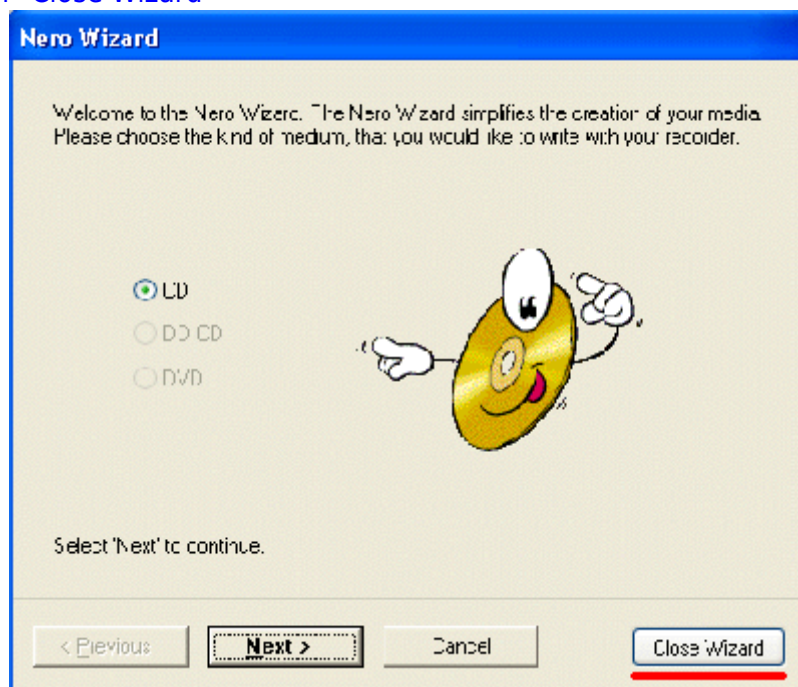 Close Wizard
Nero Wizard
Welcome to the Nero Wizard. The Nero Wizard simplifies the creation of your media.
Please choose the kind of medium, that you would like to write with your recorder.
CD
DD CD
DVD
Select 'Next' to continue.
< Previous Next > Cancel Close Wizard